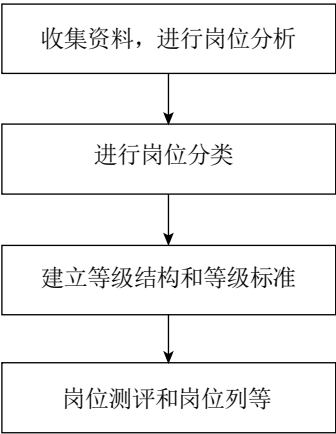 收集资料，进行岗位分析
进行岗位分类
建立等级结构和等级标准
岗位测评和岗位列等